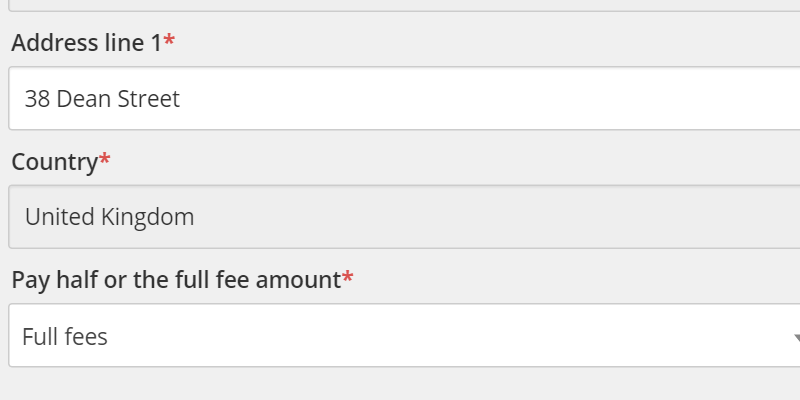 Address line 1*
38 Dean Street
Country*
United Kingdom
Pay half or the full fee amount*
Full fees